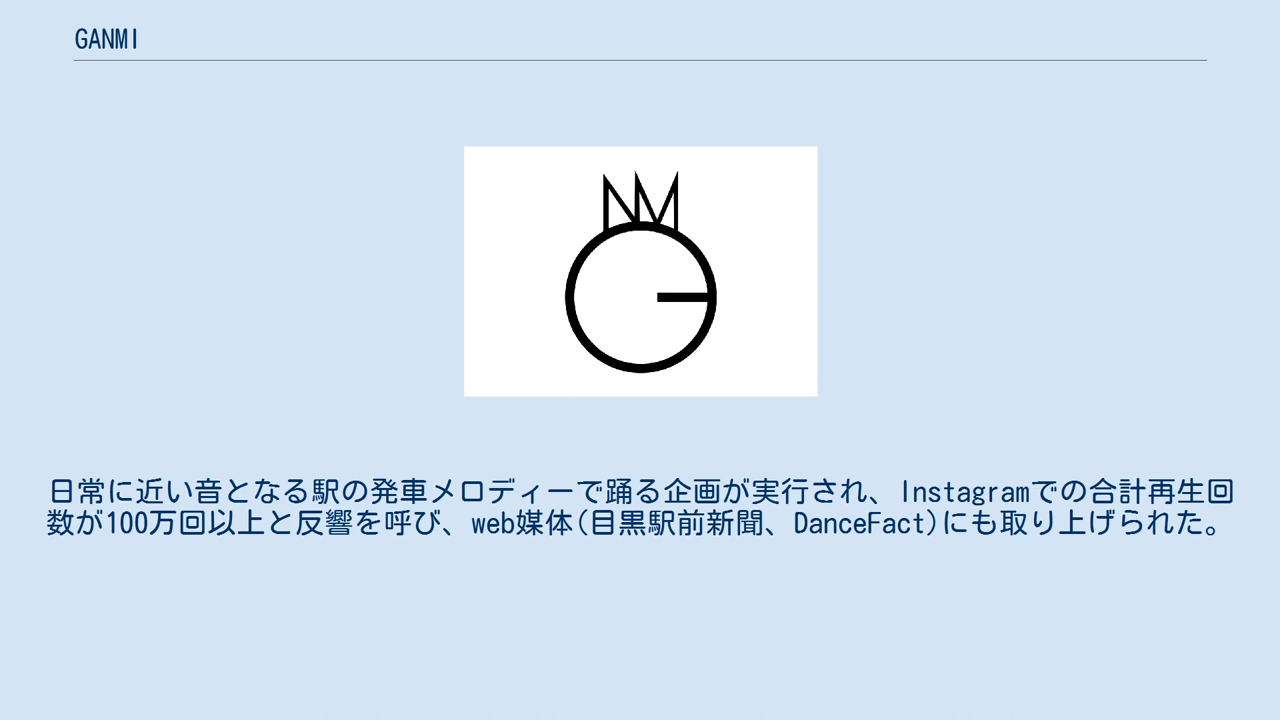 GANMI
NM
G
日常に近い音となる駅の発車メロディーで踊る企画が実行され、Instagramでの合計再生回
数が100万回以上と反響を呼び、web媒体(目黒駅前新聞、DanceFact)にも取り上げられた。